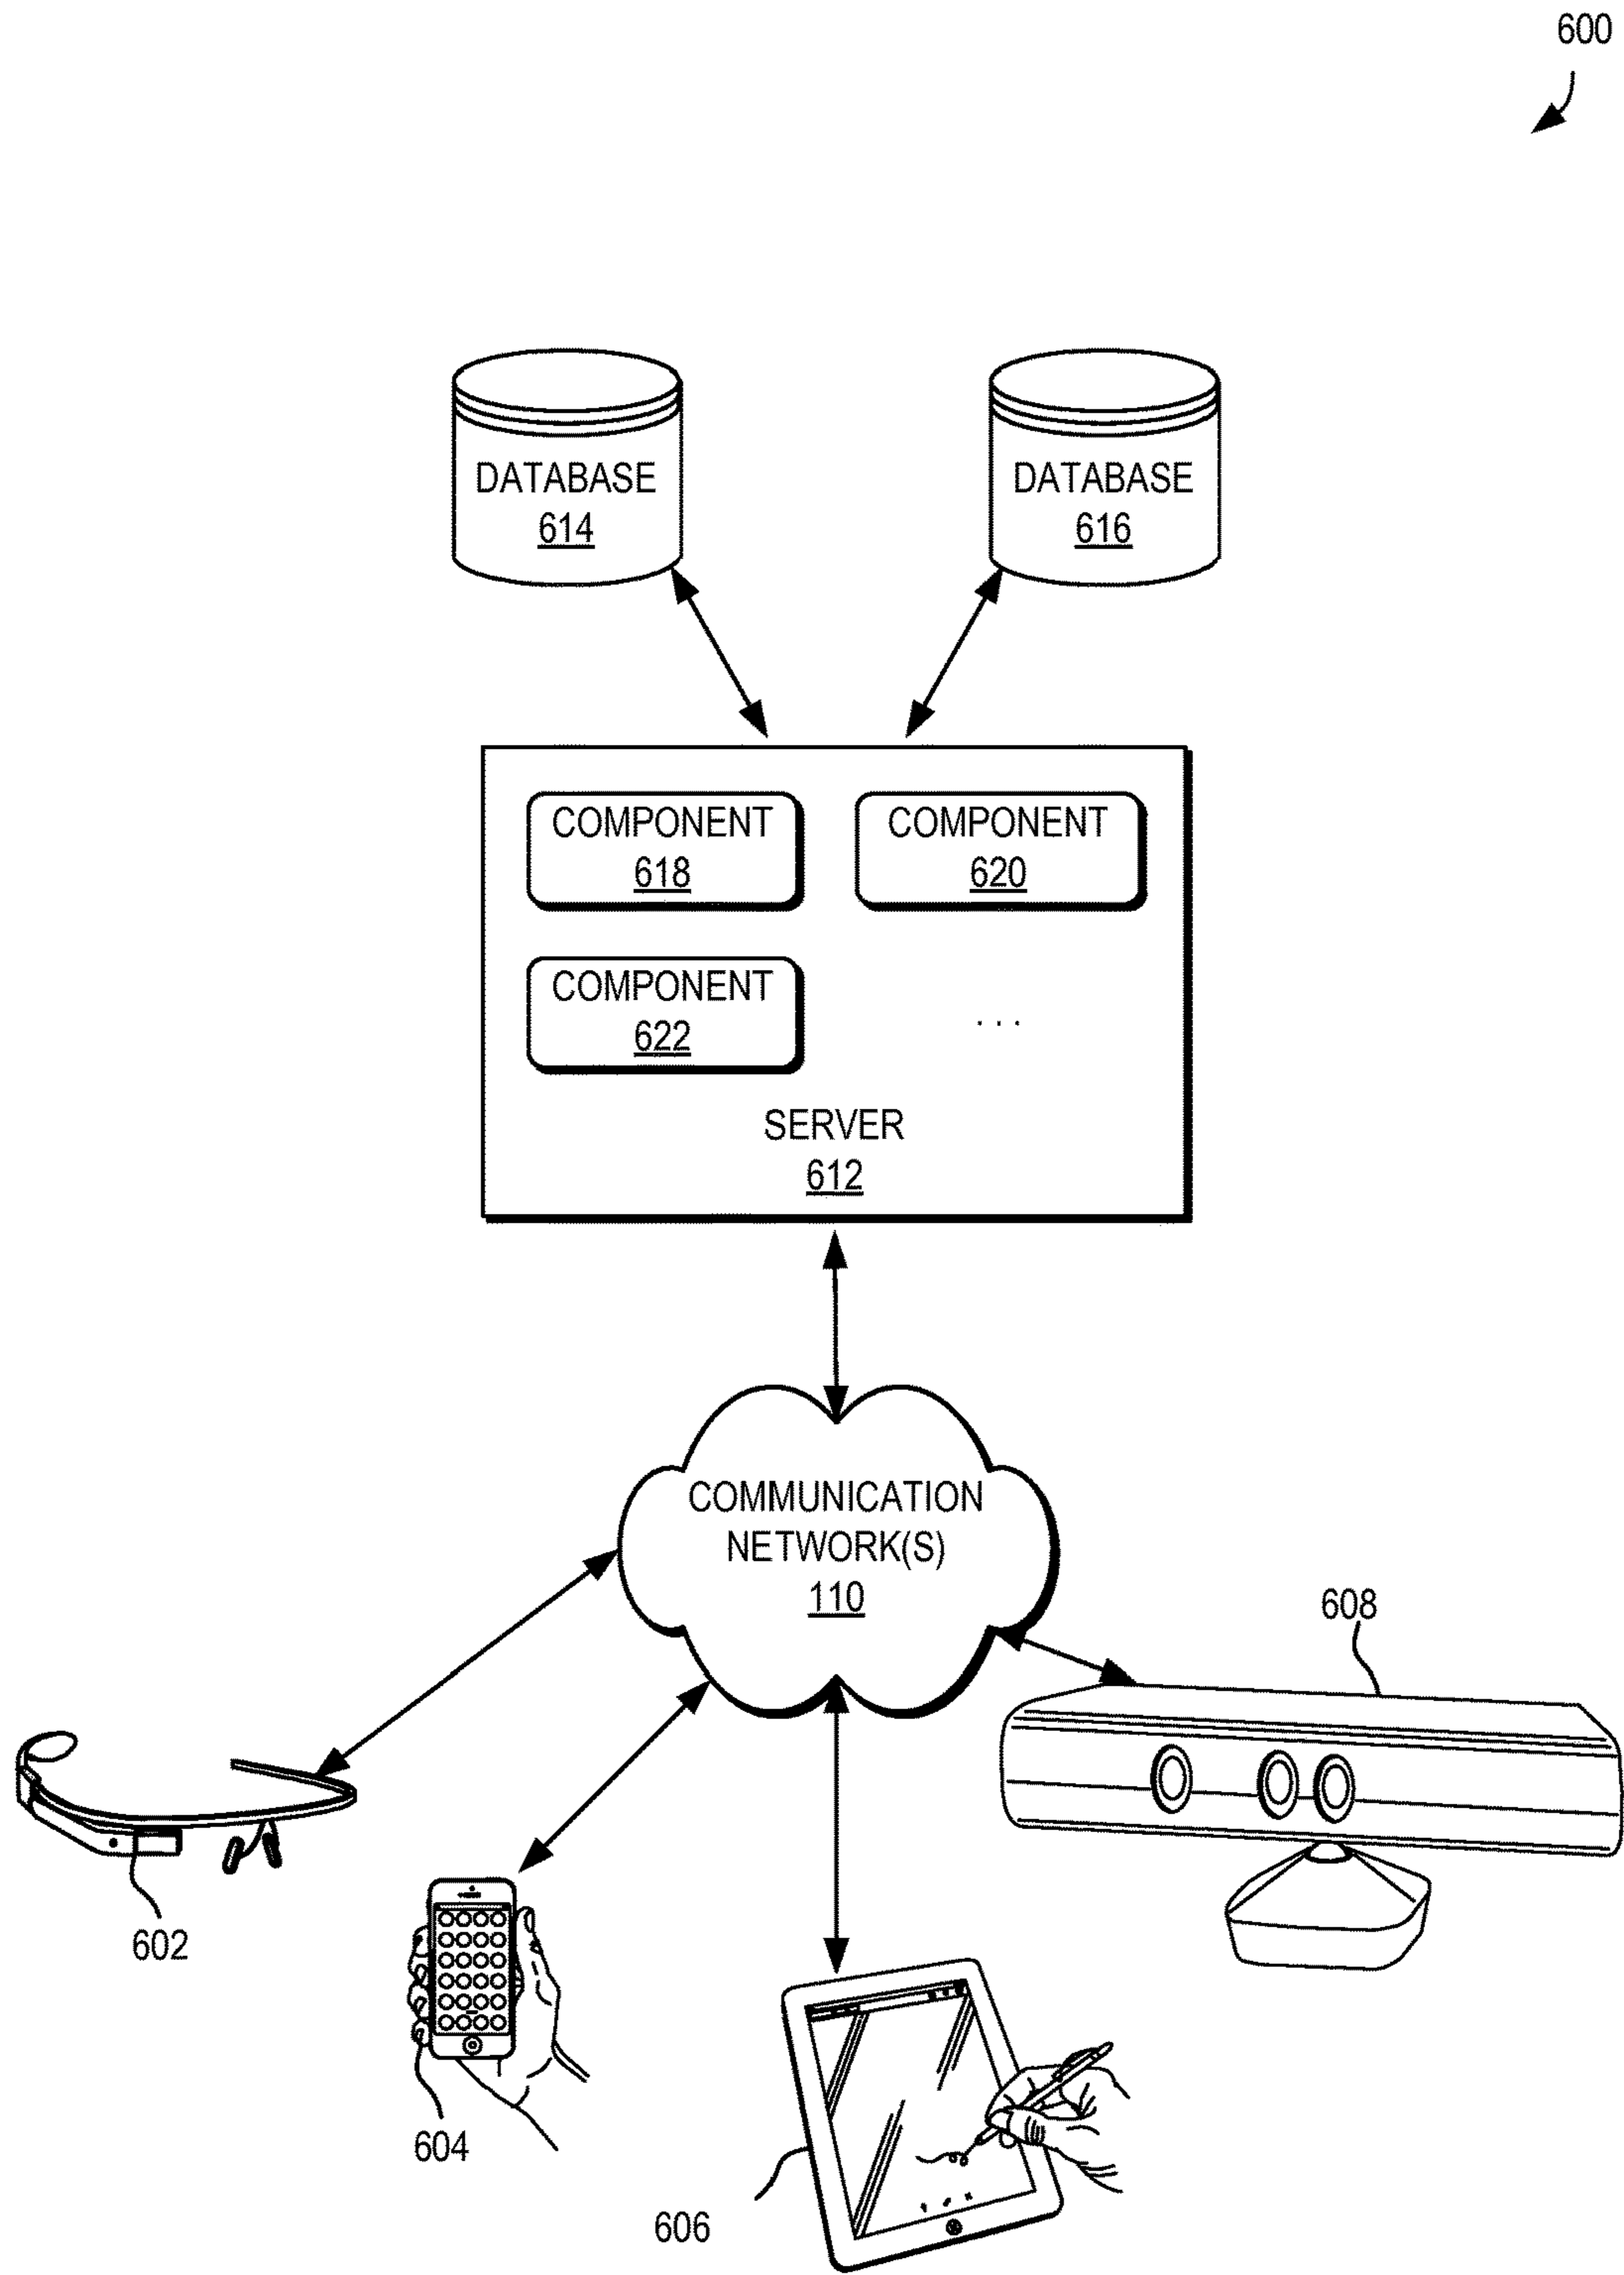 600
DATABASE
614
DATABASE
616
COMPONENT
618
COMPONENT
620
COMPONENT
622
. . .
SERVER
612
COMMUNICATION
NETWORK(S)
110
608
602
604
606